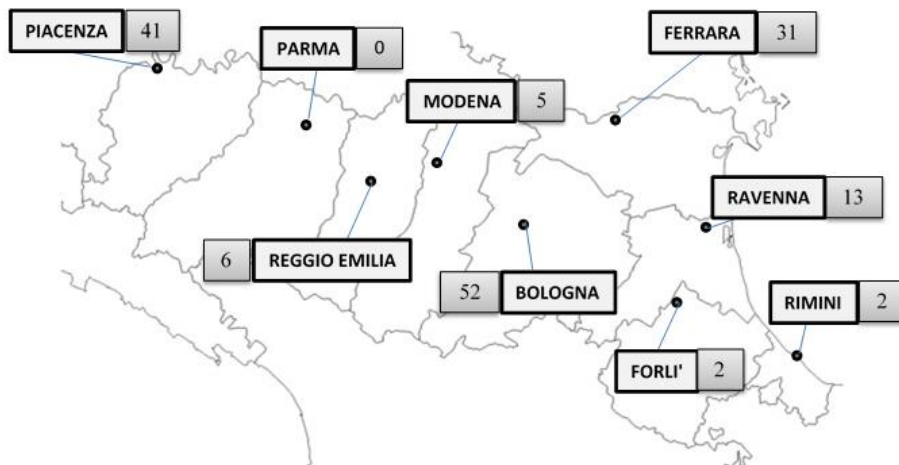 PIACENZA 41
PARMA 0
FERRARA 31
MODENA 5
RAVENNA 13
6 REGGIO EMILIA
52 BOLOGNA
RIMINI 2
FORLI' 2